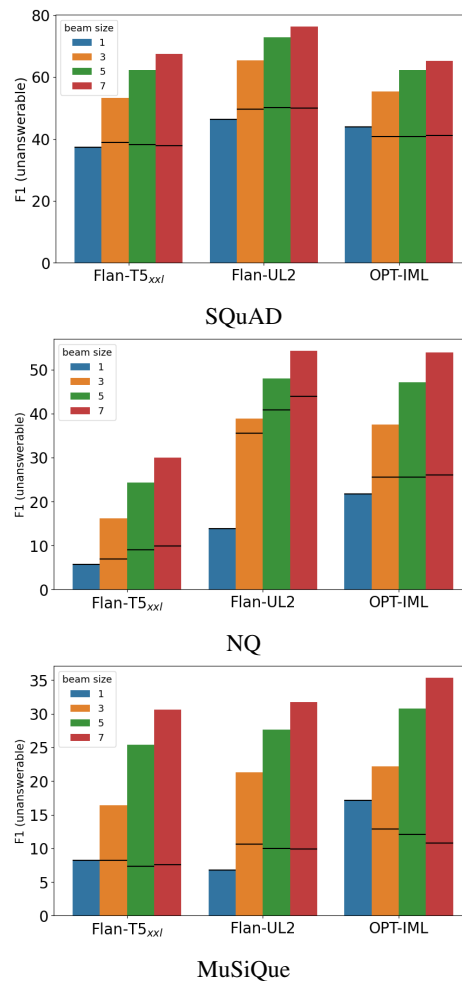 80
60
40
20
0
F1 (unanswerable)
beam size
1
3
5
7
Flan-T5xxl Flan-UL2 OPT-IML
SQuAD
50
40
30
20
10
0
F1 (unanswerable)
beam size
1
3
5
7
Flan-T5xxl Flan-UL2 OPT-IML
NQ
35
30
25
20
15
10
5
0
F1 (unanswerable)
beam size
1
3
5
7
Flan-T5xxl Flan-UL2 OPT-IML
MuSiQue